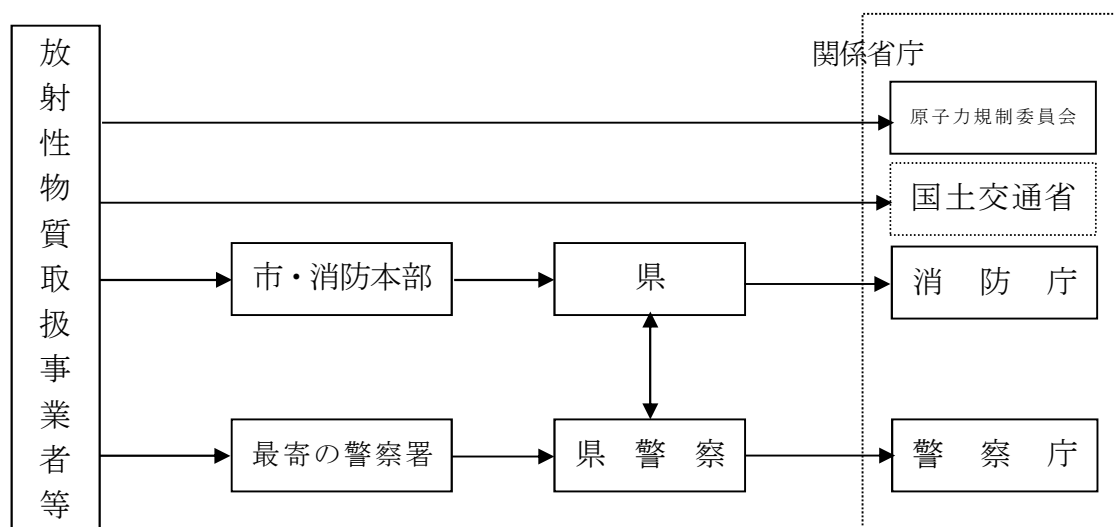 放射性物質取扱事業者等
関係省庁
原子力規制委員会
国土交通省
市・消防本部
県
消防庁
最寄の警察署
県警察
警察庁